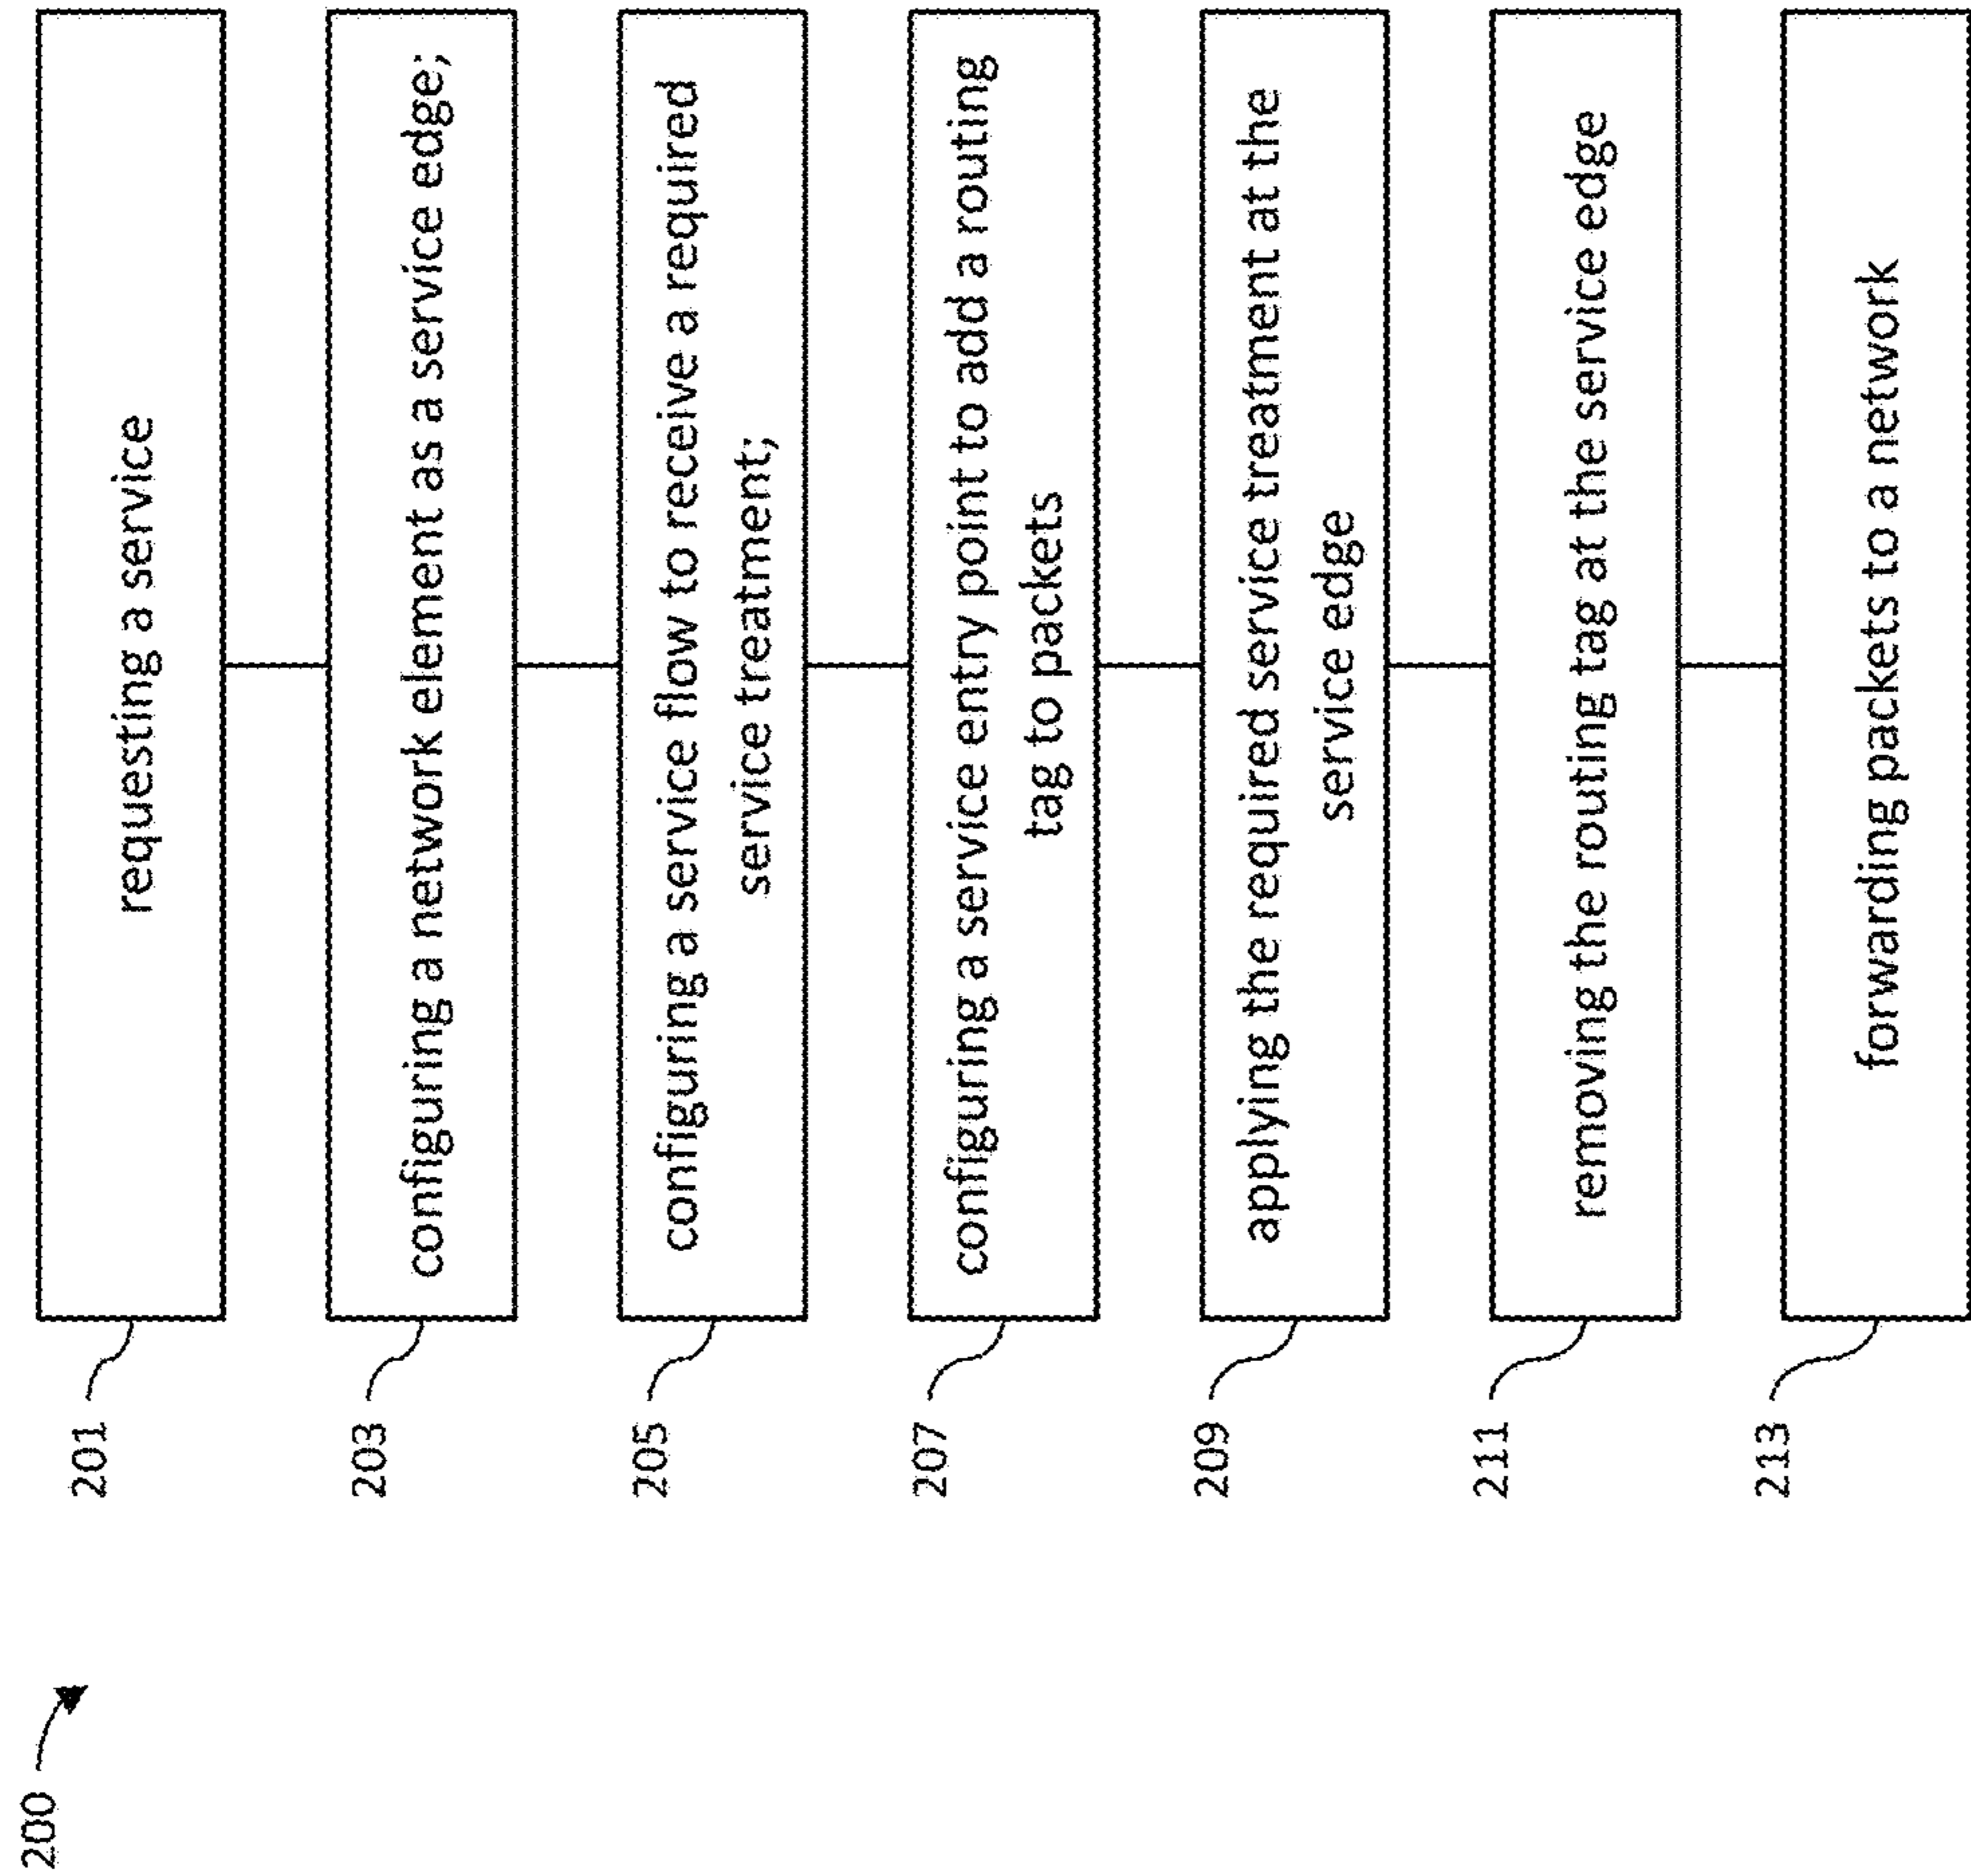 200
201
requesting a service
203
configuring a network element as a service edge;
205
configuring a service flow to receive a required
service treatment;
207
configuring a service entry point to add a routing
tag to packets
209
applying the required service treatment at the
service edge
211
removing the routing tag at the service edge
213
forwarding packets to a network